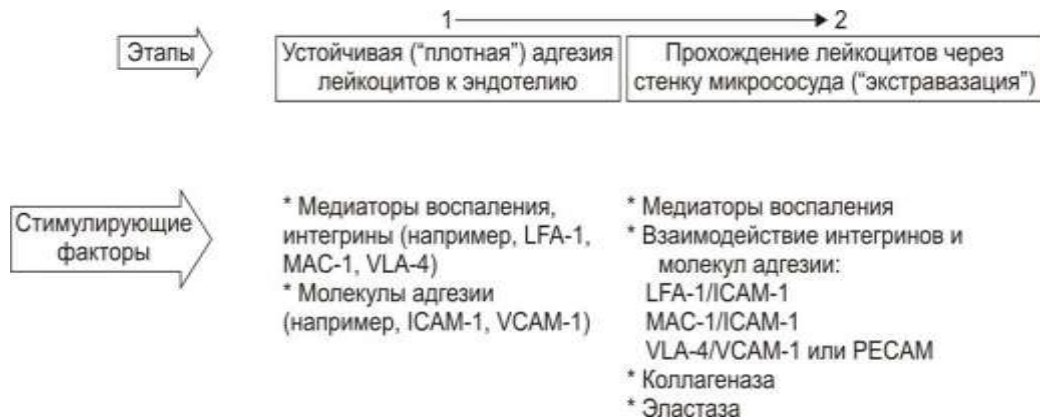 1 2
Этапы
Устойчивая ("плотная") адгезия
лейкоцитов к эндотелию
Прохождение лейкоцитов через
стенку микрососуда ("экстравазация")
Стимулирующие
факторы
* Медиаторы воспаления,
интегрины (например, LFA-1,
MAC-1, VLA-4)
* Молекулы адгезии
(например, ICAM-1, VCAM-1)
* Медиаторы воспаления
* Взаимодействие интегринов и
молекул адгезии:
LFA-1/ICAM-1
MAC-1/ICAM-1
VLA-4/VCAM-1 или PECAM
* Коллагеназа
* Эластаза